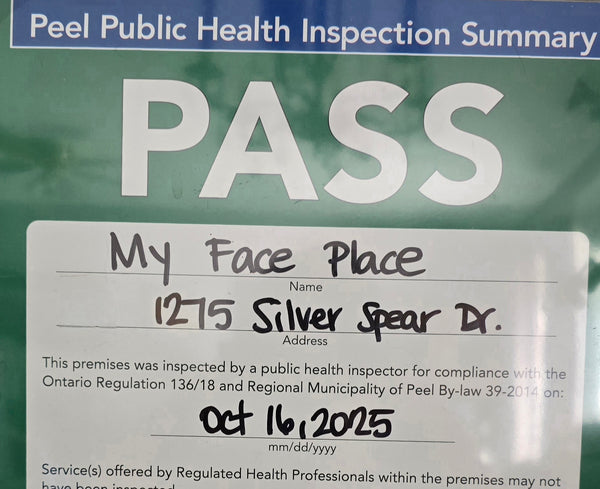 Peel Public Health Inspection Summary
PASS
My Face Place
Name
1275 Silver Spear Dr.
Address
This premises was inspected by a public health inspector for compliance with the
Ontario Regulation 136/18 and Regional Municipality of Peel By-law 39-2014 on:
Oct 16, 2025
mm/dd/yyyy
Service(s) offered by Regulated Health Professionals within the premises may not
have been inspected